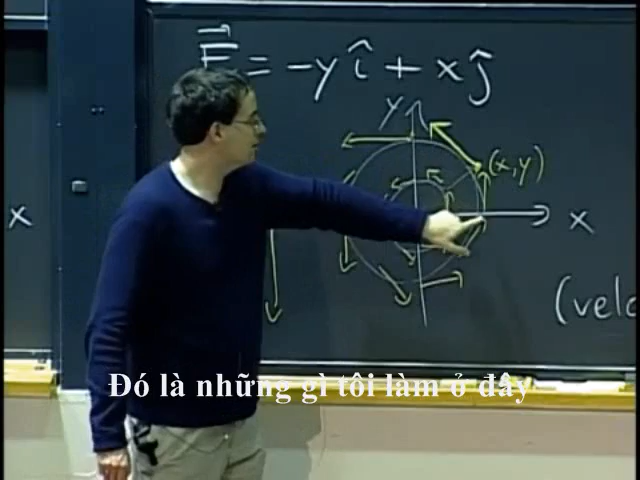 F⃗ = -y î + x ĵ
y
(x,y)
x
x
(velo
Đó là những gì tôi làm ở đây